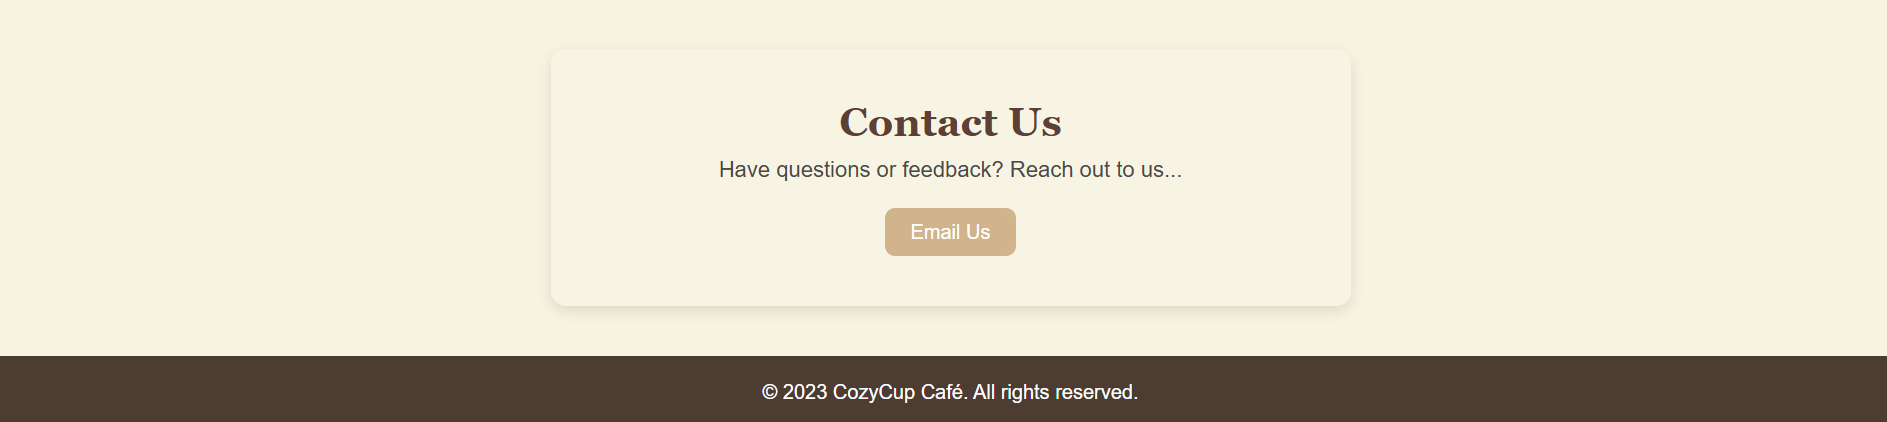 Contact Us
Have questions or feedback? Reach out to us...
Email Us
© 2023 CozyCup Café. All rights reserved.